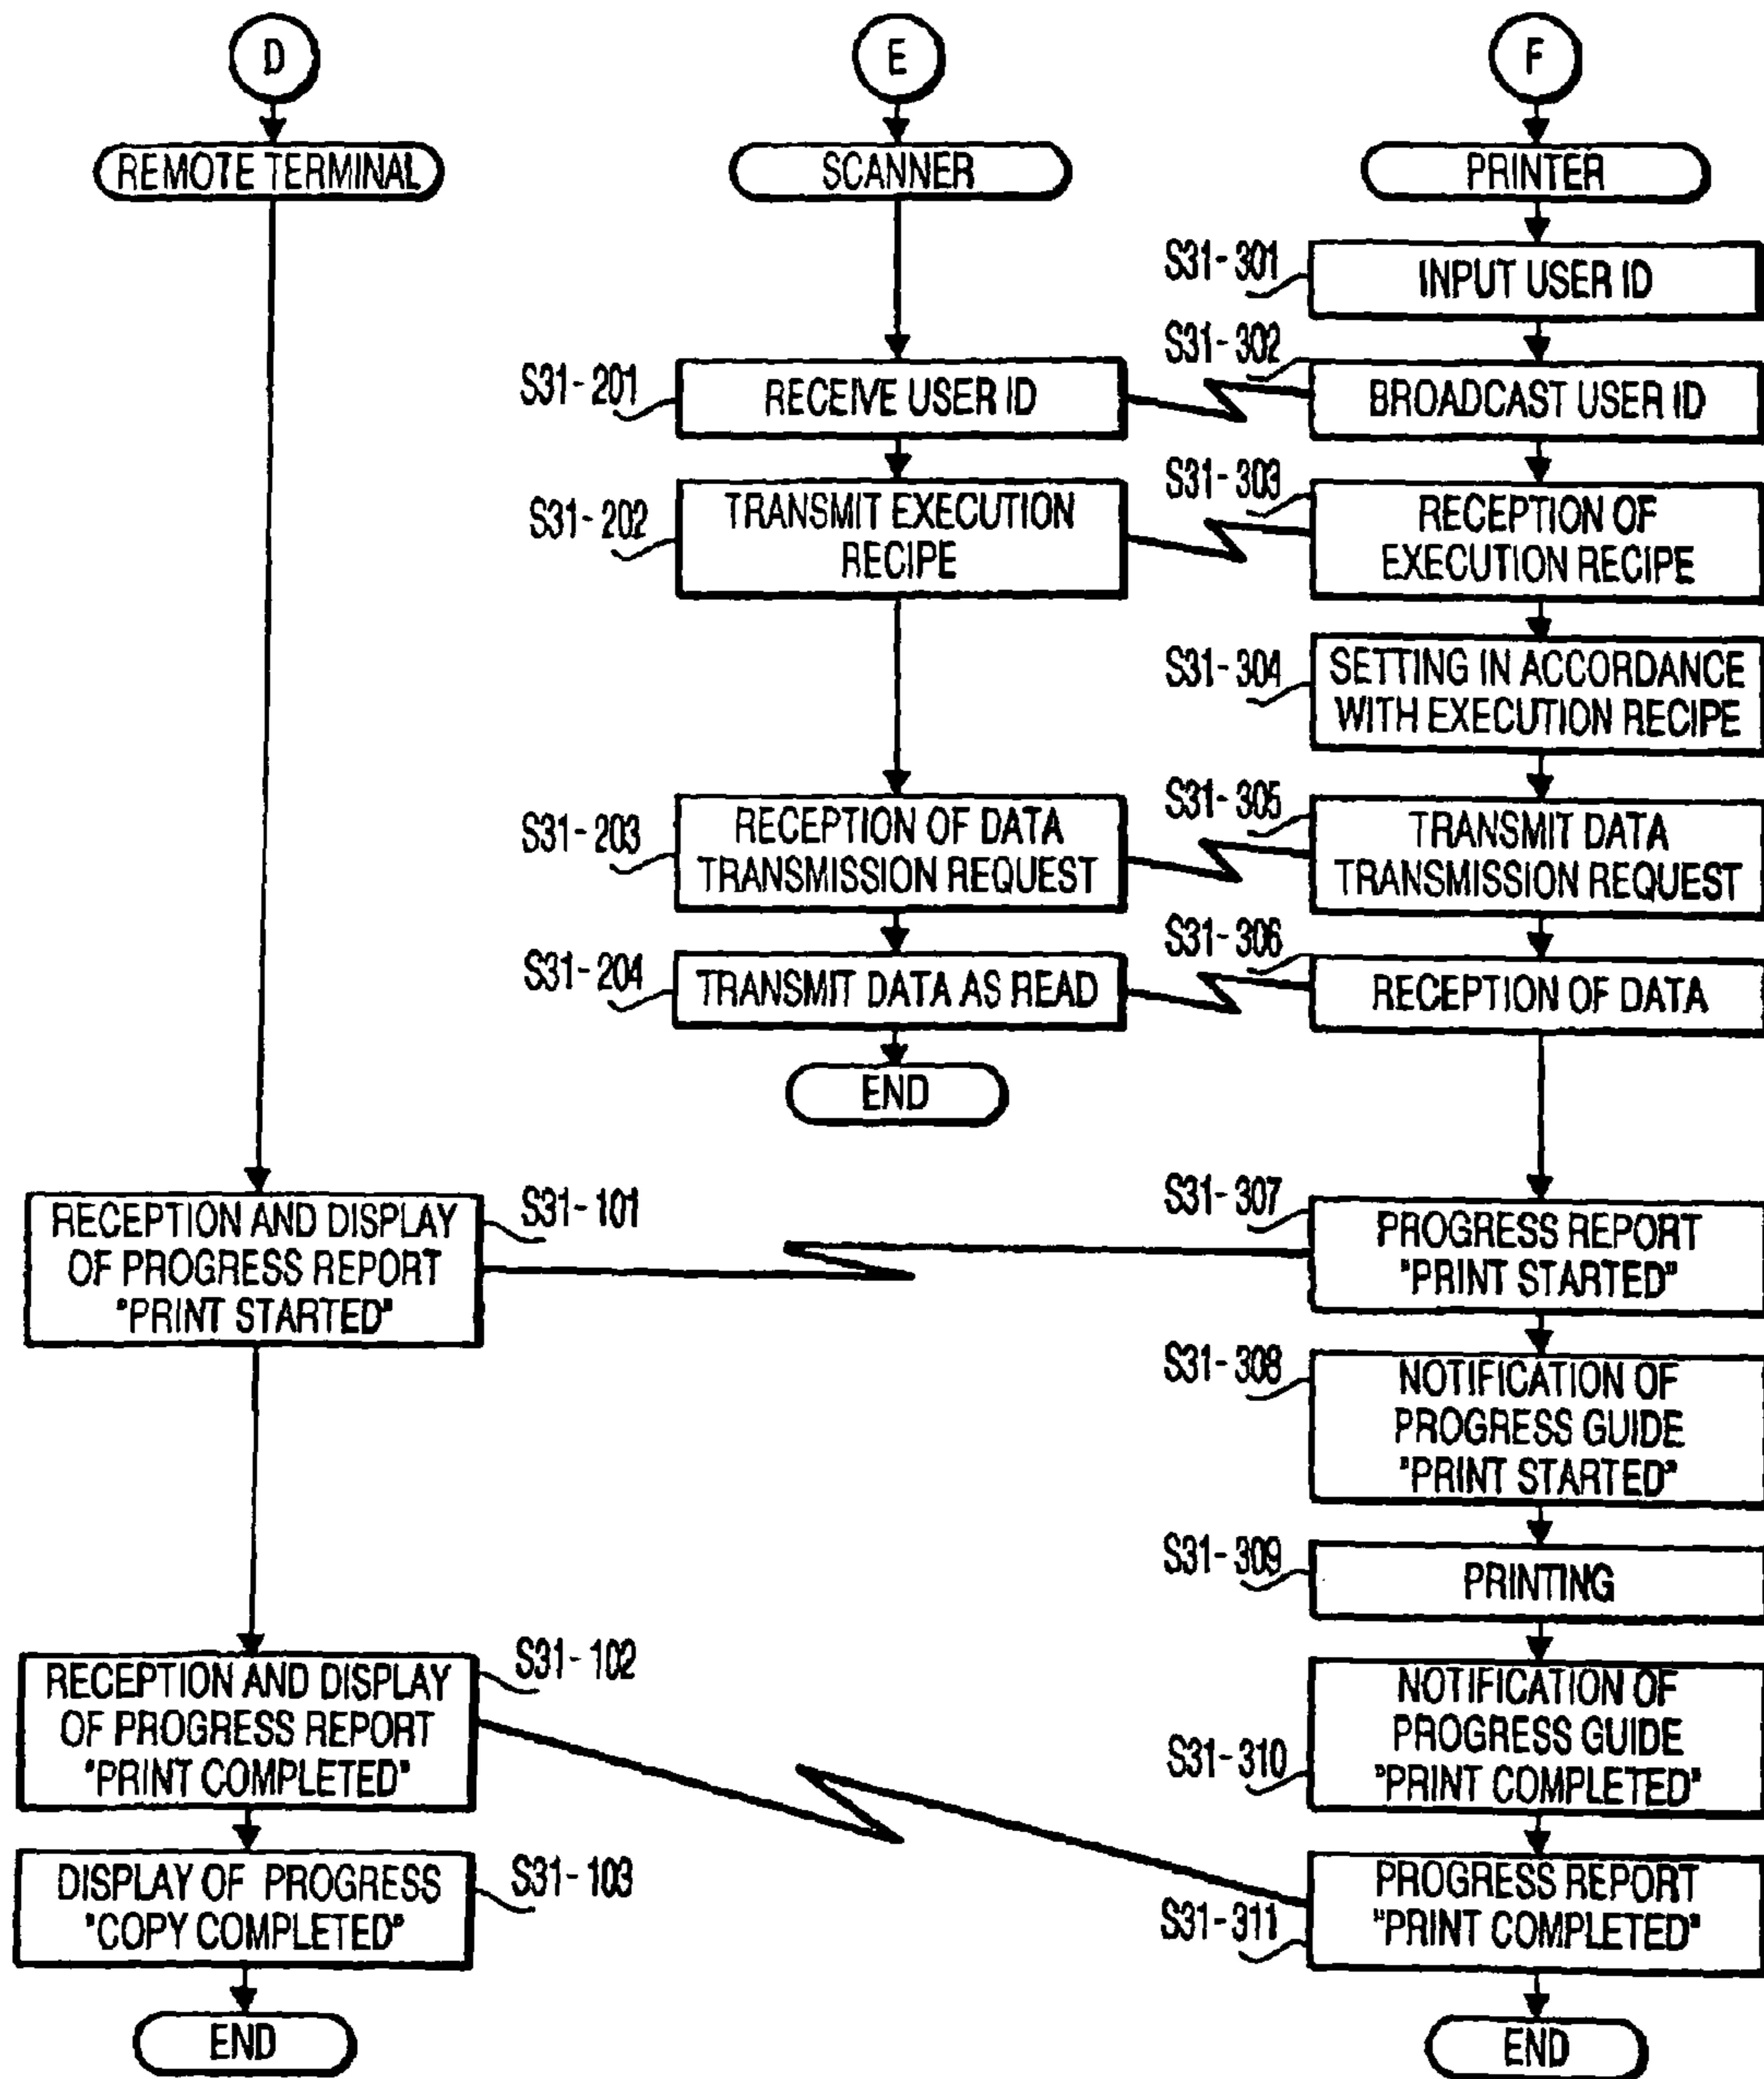 D
E
F
REMOTE TERMINAL
SCANNER
PRINTER
S31-301
INPUT USER ID
S31-302
S31-201
RECEIVE USER ID
BROADCAST USER ID
S31-303
S31-202
TRANSMIT EXECUTION
RECIPE
RECEPTION OF
EXECUTION RECIPE
S31-304
SETTING IN ACCORDANCE
WITH EXECUTION RECIPE
S31-305
S31-203
RECEPTION OF DATA
TRANSMISSION REQUEST
TRANSMIT DATA
TRANSMISSION REQUEST
S31-306
S31-204
TRANSMIT DATA AS READ
RECEPTION OF DATA
END
S31-101
RECEPTION AND DISPLAY
OF PROGRESS REPORT
"PRINT STARTED"
S31-307
PROGRESS REPORT
"PRINT STARTED"
S31-308
NOTIFICATION OF
PROGRESS GUIDE
"PRINT STARTED"
S31-309
PRINTING
S31-102
RECEPTION AND DISPLAY
OF PROGRESS REPORT
"PRINT COMPLETED"
S31-310
NOTIFICATION OF
PROGRESS GUIDE
"PRINT COMPLETED"
S31-103
DISPLAY OF PROGRESS
"COPY COMPLETED"
S31-311
PROGRESS REPORT
"PRINT COMPLETED"
END
END